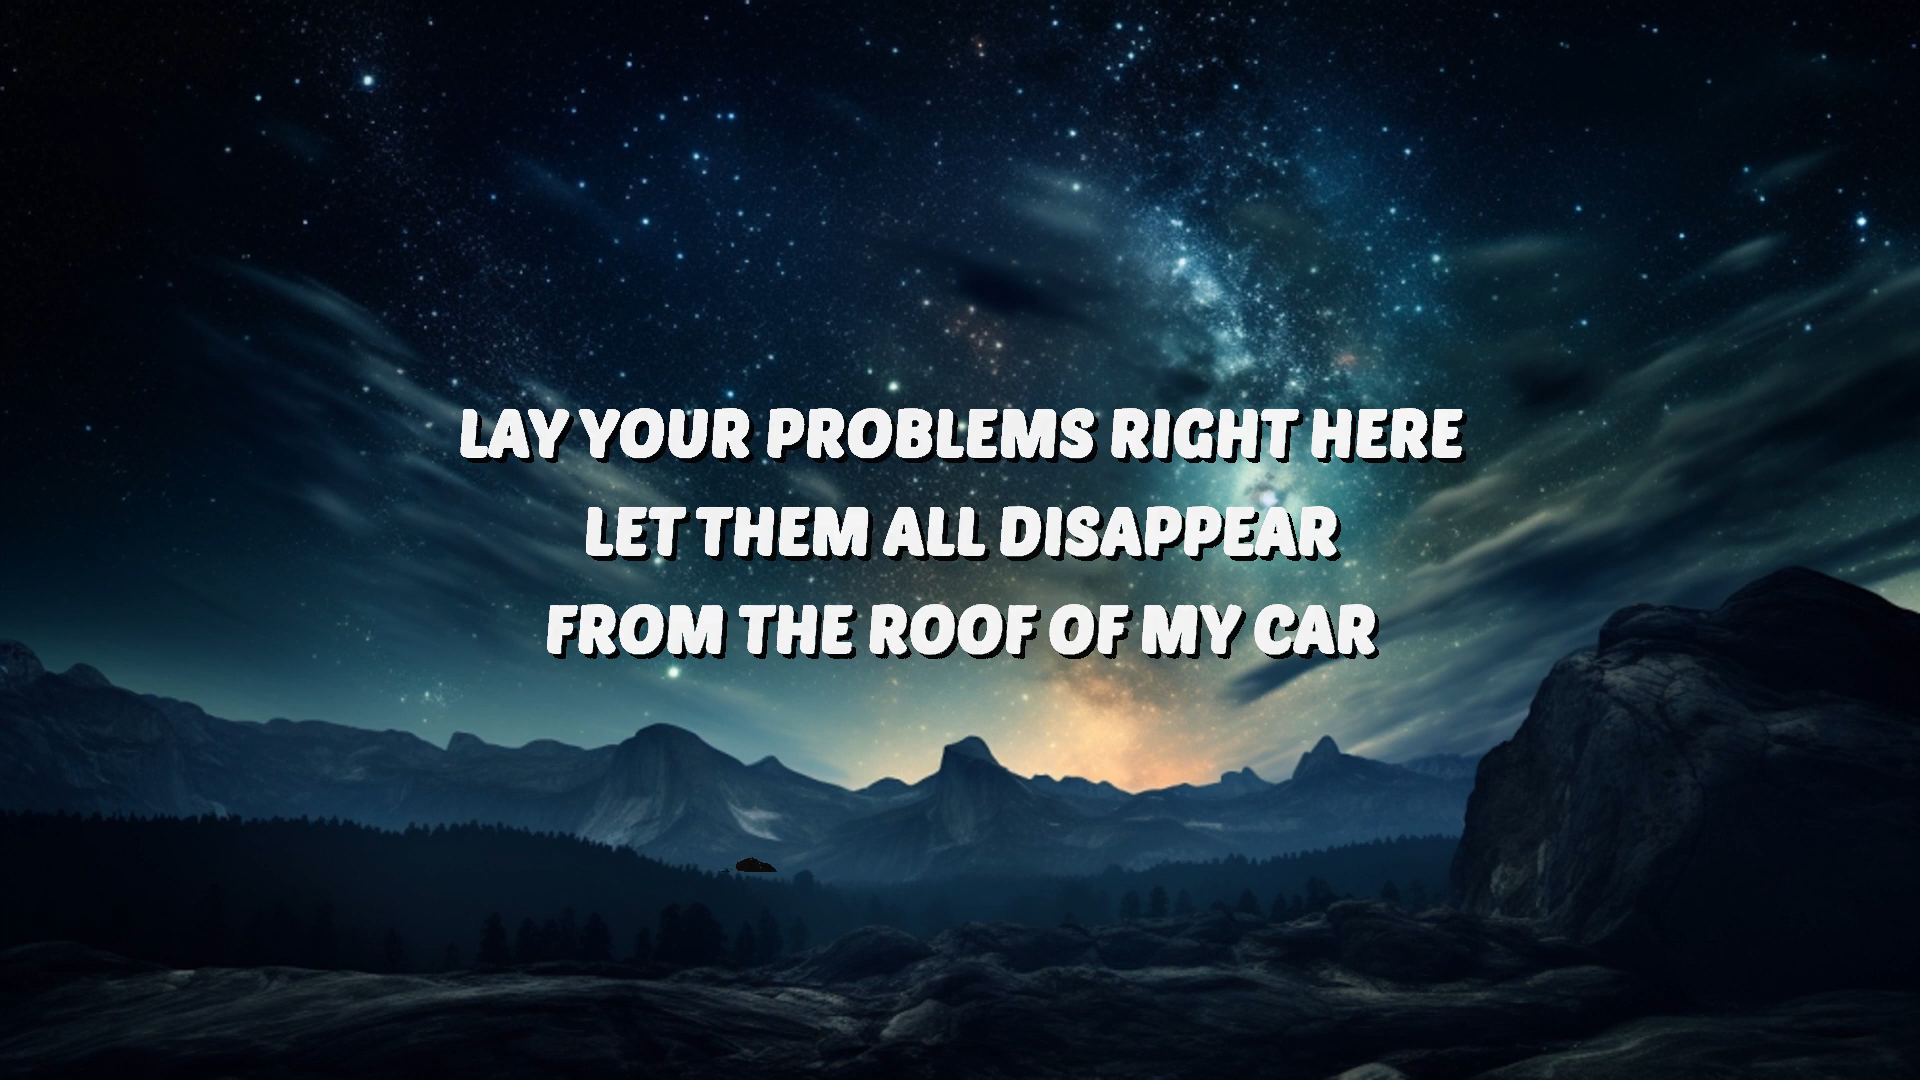 LAY YOUR PROBLEMS RIGHT HERE
LET THEM ALL DISAPPEAR
FROM THE ROOF OF MY CAR